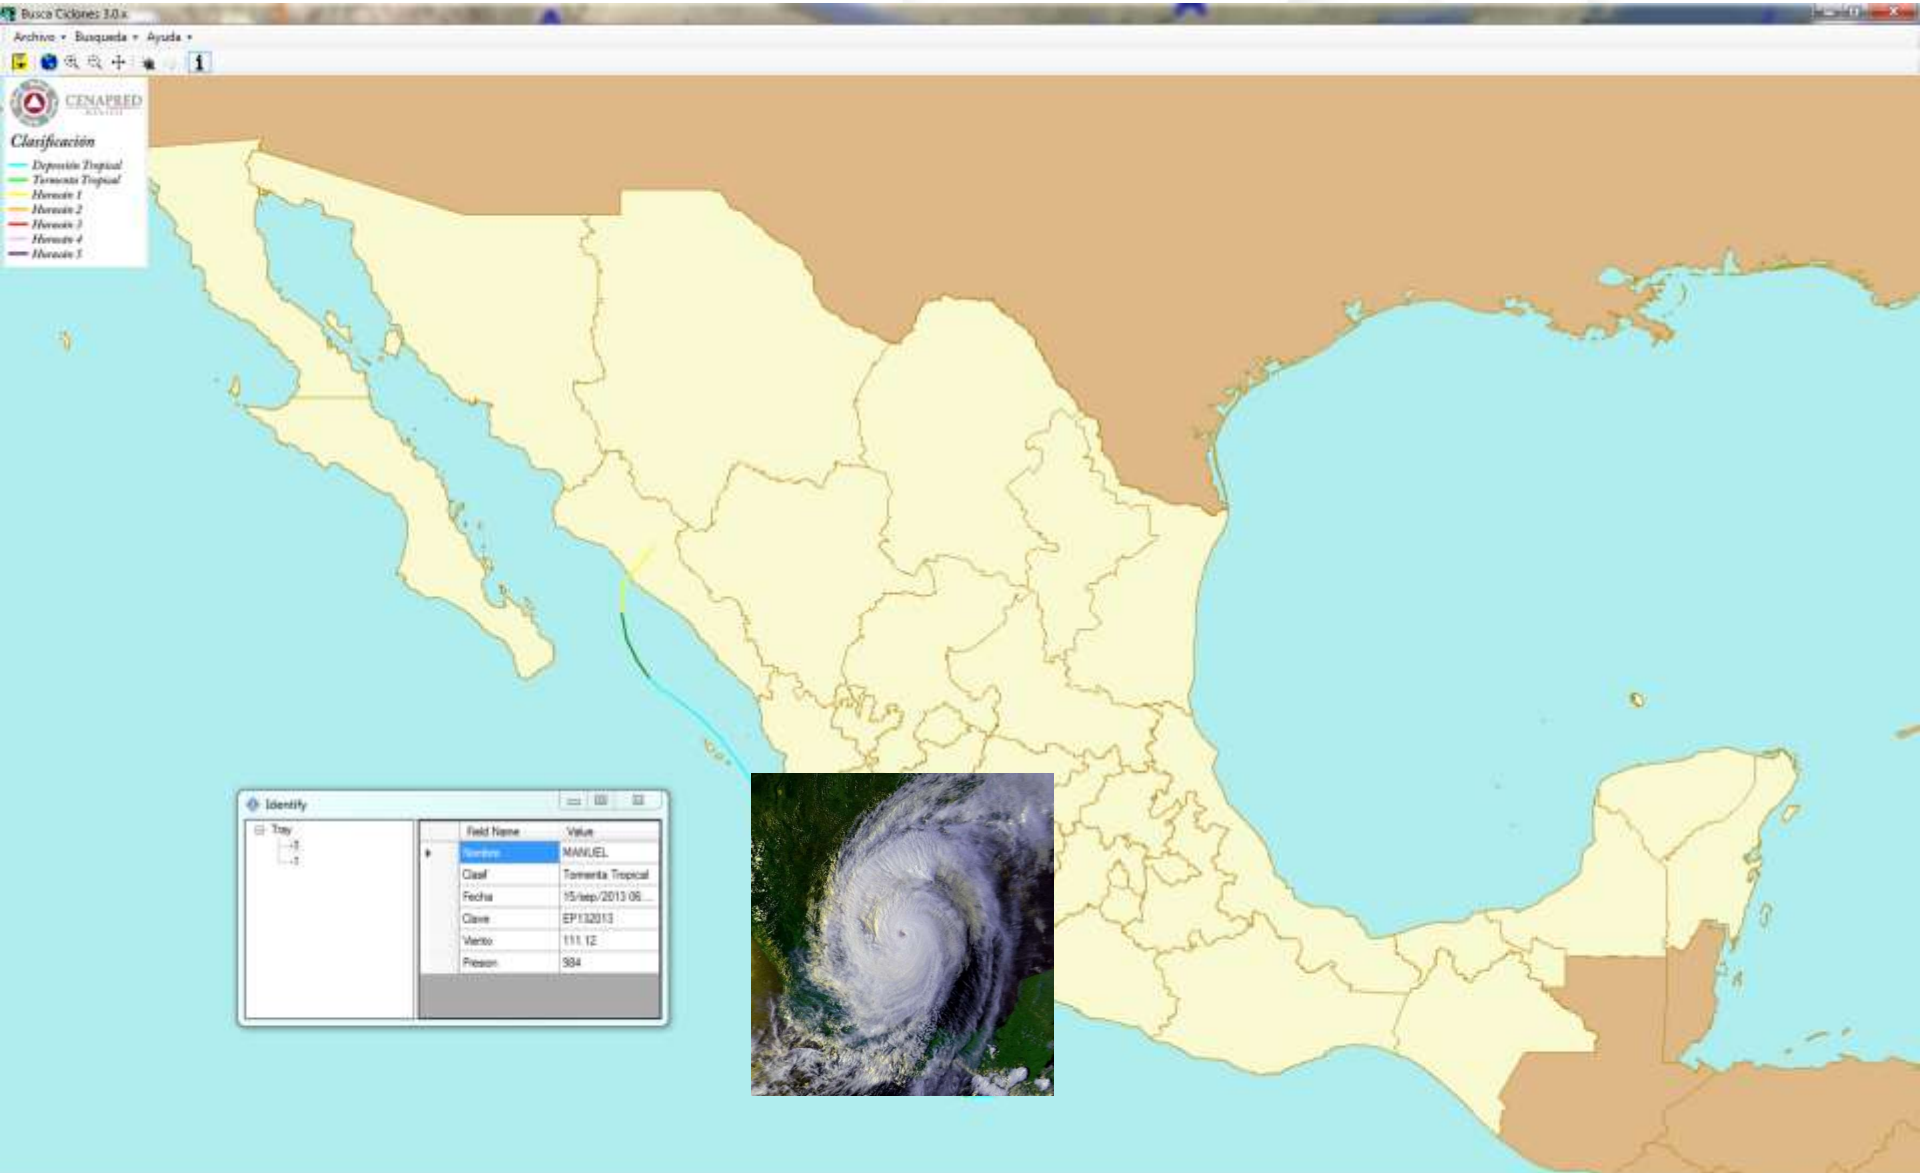 Busca Ciclones 3.0.x
Archivo Busqueda Ayuda
i
CENAPRED
MÉXICO
Clasificación
Depresión Tropical
Tormenta Tropical
Huracán 1
Huracán 2
Huracán 3
Huracán 4
Huracán 5
Identify
Tray
Field Name Value
Nombre MANUEL
Clasif Tormenta Tropical
Fecha 15/sep/2013 06 ...
Clave EP132013
Viento 111.12
Presion 984